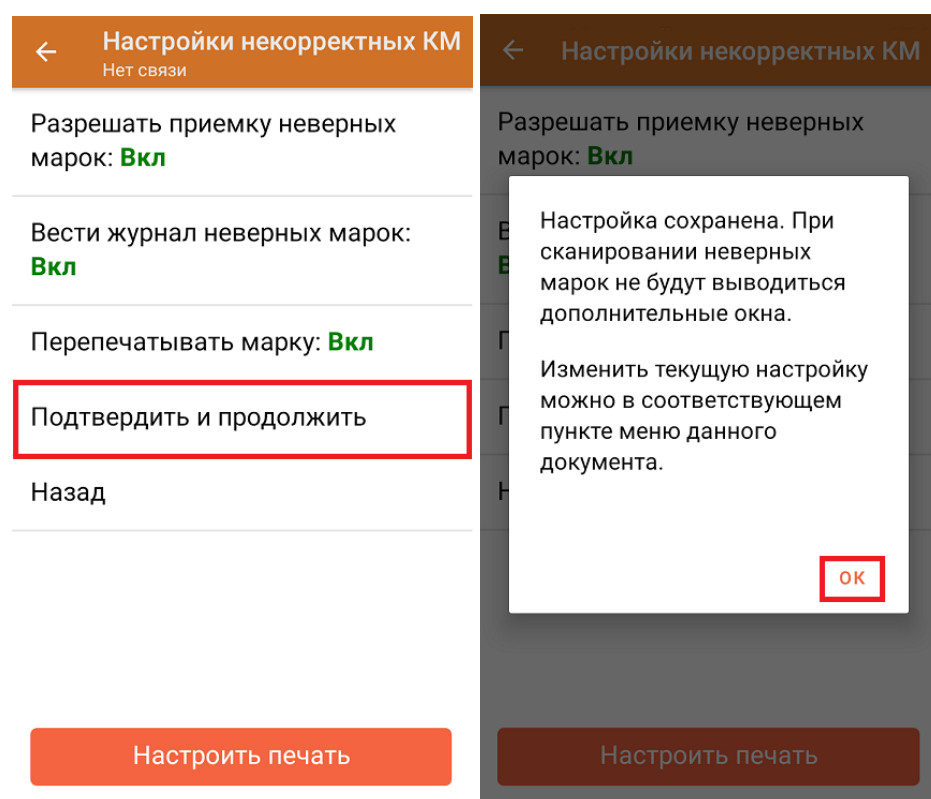 Настройки некорректных КМ
Нет связи
Разрешать приемку неверных
марок: Вкл
Вести журнал неверных марок:
Вкл
Перепечатывать марку: Вкл
Подтвердить и продолжить
Назад
Настроить печать
Настройки некорректных КМ
Разрешать приемку неверных
марок: Вкл
Настройка сохранена. При
сканировании неверных
марок не будут выводиться
дополнительные окна.
Изменить текущую настройку
можно в соответствующем
пункте меню данного
документа.
ОК
Настроить печать